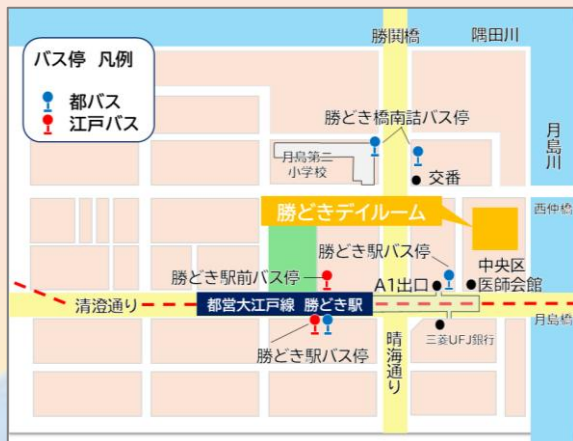 勝鬨橋
隅田川
バス停 凡例
都バス
江戸バス
勝どき橋南詰バス停
月島川
月島第二
小学校
交番
勝どきデイルーム
西仲橋
勝どき駅バス停
中央区
医師会館
勝どき駅前バス停
A1出口
清澄通り
都営大江戸線 勝どき駅
月島橋
三菱UFJ銀行
勝どき駅バス停
晴海通り